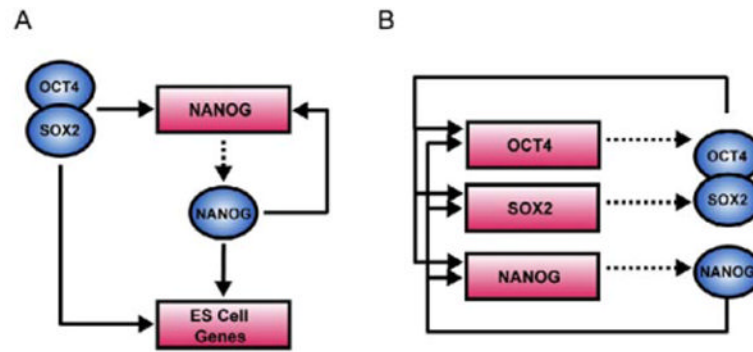 A
B
OCT4
SOX2
NANOG
NANOG
ES Cell
Genes
OCT4
SOX2
NANOG
OCT4
SOX2
NANOG